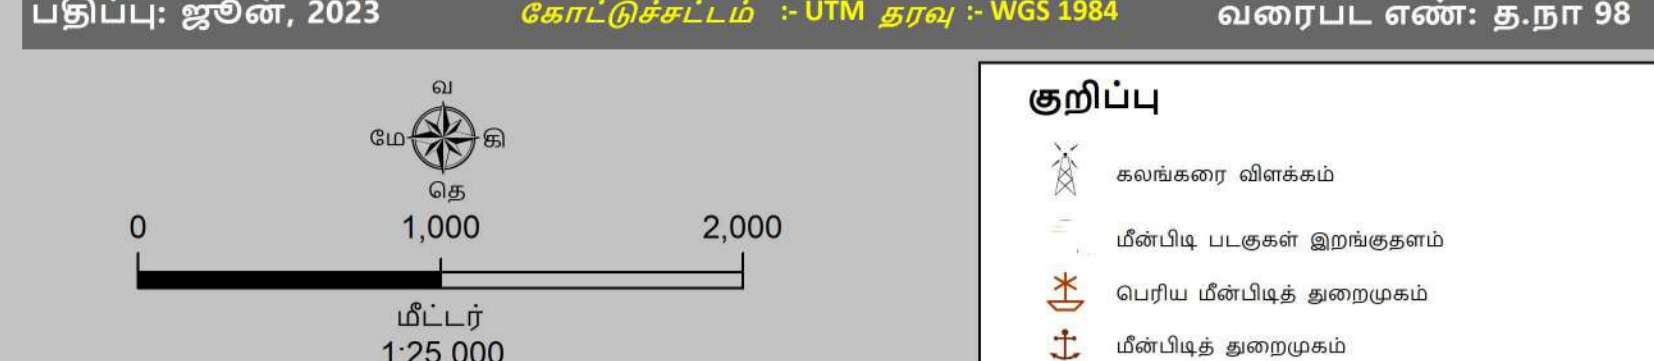 பதிப்பு: ஜூன், 2023 கோட்டுச்சட்டம் :- UTM தரவு :- WGS 1984 வரைபட எண்: த.நா 98
வ
மே கி
தெ
0 1,000 2,000
மீட்டர்
1:25,000
குறிப்பு
கலங்கரை விளக்கம்
மீன்பிடி படகுகள் இறங்குதளம்
பெரிய மீன்பிடித் துறைமுகம்
மீன்பிடித் துறைமுகம்